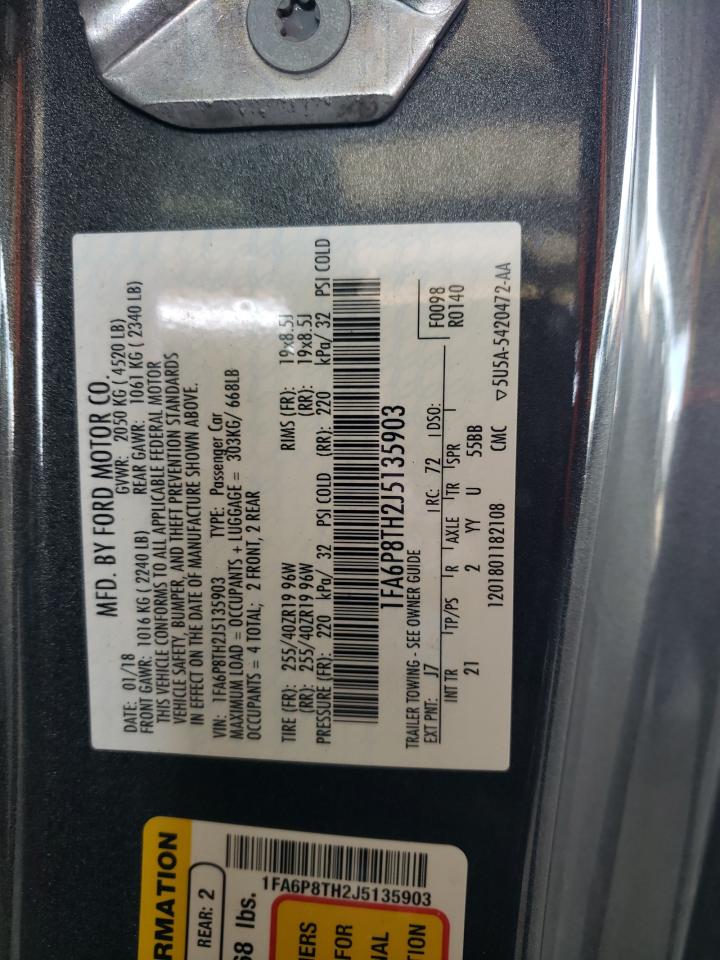 MFD. BY FORD MOTOR CO.
DATE: 01/18 GVWR: 2050 KG ( 4520 LB)
FRONT GAWR: 1016 KG ( 2240 LB) REAR GAWR: 1061 KG ( 2340 LB)
THIS VEHICLE CONFORMS TO ALL APPLICABLE FEDERAL MOTOR
VEHICLE SAFETY, BUMPER, AND THEFT PREVENTION STANDARDS
IN EFFECT ON THE DATE OF MANUFACTURE SHOWN ABOVE.
VIN: 1FA6P8TH2J5135903 TYPE: Passenger Car
MAXIMUM LOAD = OCCUPANTS + LUGGAGE = 303KG/ 668LB
OCCUPANTS = 4 TOTAL; 2 FRONT, 2 REAR
TIRE (FR): 255/40ZR19 96W RIMS (FR): 19x8.5J
(RR): 255/40ZR19 96W (RR): 19x8.5J
PRESSURE (FR): 220 kPa/ 32 PSI COLD (RR): 220 kPa/ 32 PSI COLD
1FA6P8TH2J5135903
TRAILER TOWING - SEE OWNER GUIDE
F0098
R0140
EXT PNT: J7 RC: 72 DSO:
INT TR TP/PS R AXLE TR SPR
21 2 YY U 55BB
1201801182108 CMC ▽5U5A-5420472-AA
RMATION
REAR: 2
68 lbs.
1FA6P8TH2J5135903
NERS
FOR
NAL
TION